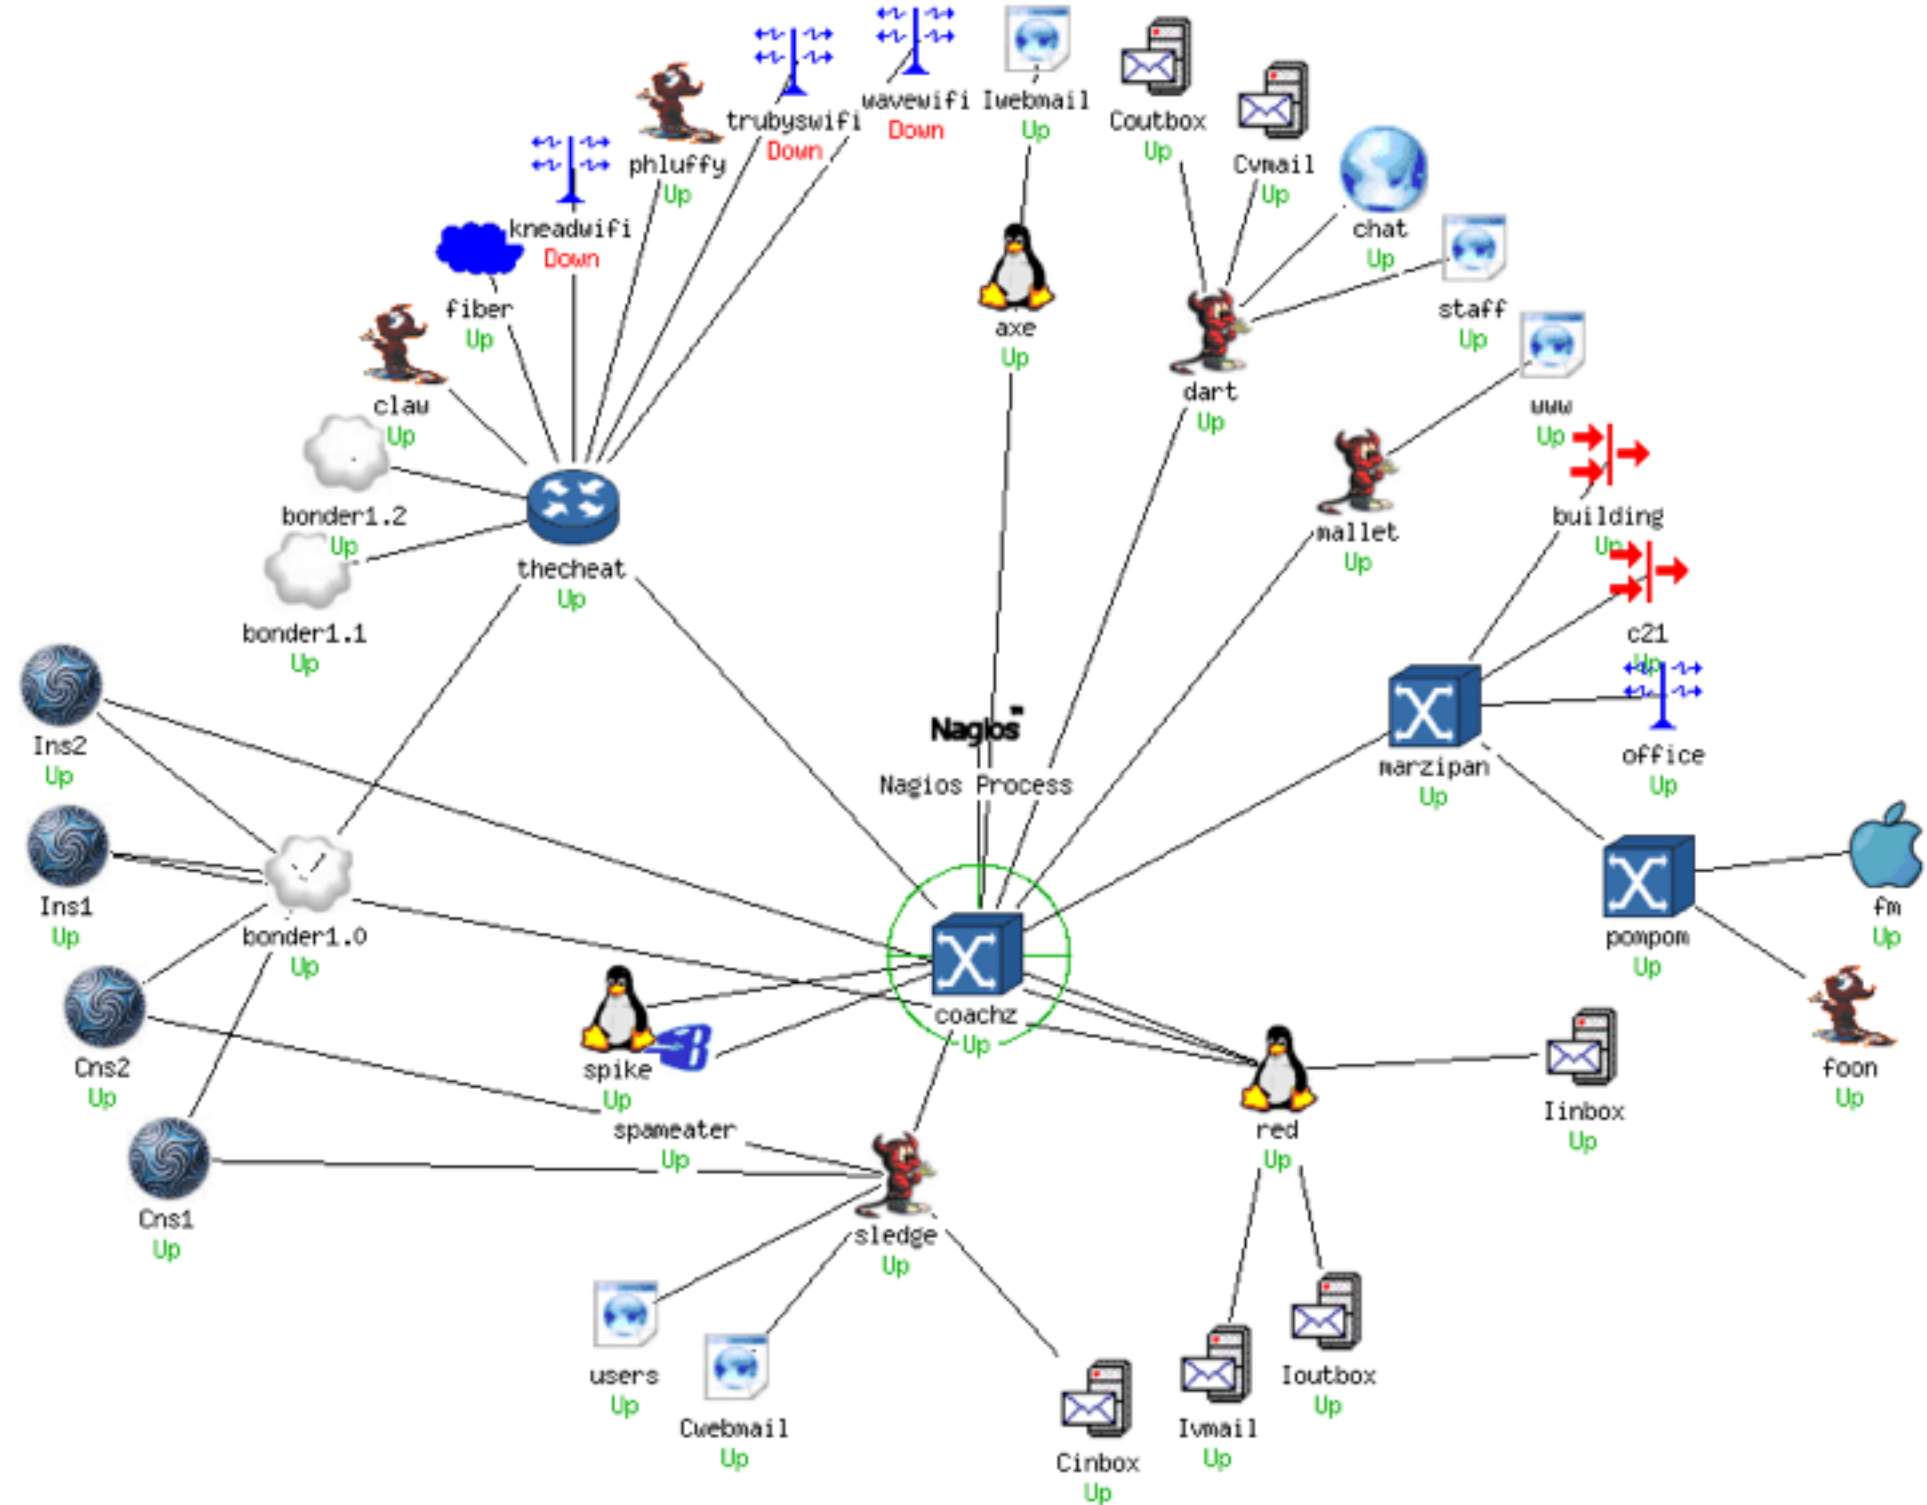 wavewifi
Down
Iwebmail
Up
trubyswifi
Down
Coutbox
Up
phluffy
Up
Cvmail
Up
kneadwifi
Down
chat
Up
fiber
Up
staff
Up
axe
Up
dart
Up
claw
Up
www
Up
bonder1.2
Up
building
Up
mallet
Up
thecheat
Up
bonder1.1
Up
c21
Up
Ins2
Up
Nagios™
Nagios Process
office
Up
marzipan
Up
Ins1
Up
bonder1.0
Up
pompom
Up
fm
Up
coachz
Up
Cns2
Up
spike
Up
foon
Up
Iinbox
Up
spameater
Up
red
Up
Cns1
Up
sledge
Up
users
Up
Ioutbox
Up
Cwebmail
Up
Ivmail
Up
Cinbox
Up